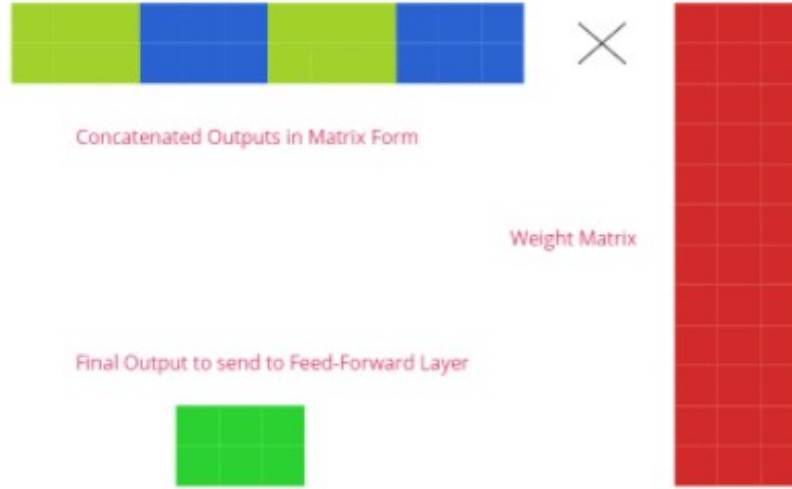 Concatenated Outputs in Matrix Form
Weight Matrix
Final Output to send to Feed-Forward Layer